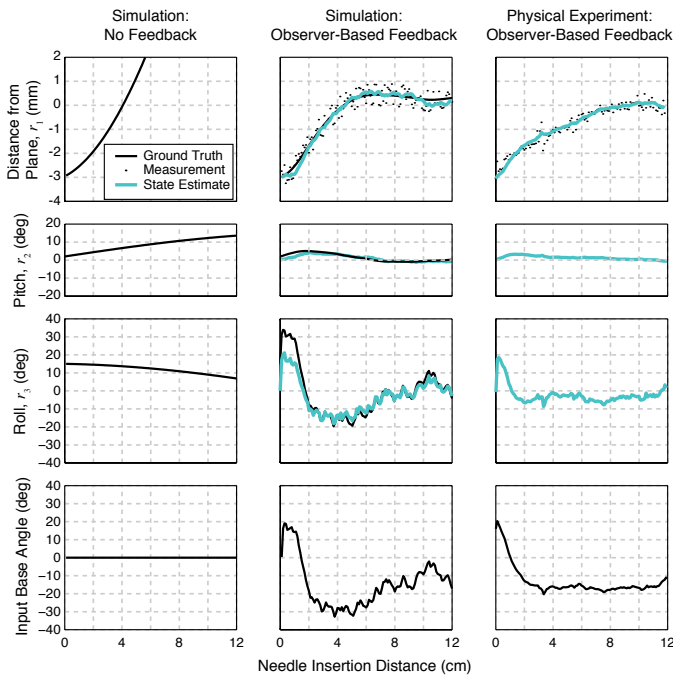 Simulation:
No Feedback
Simulation:
Observer-Based Feedback
Physical Experiment:
Observer-Based Feedback
Distance from
Plane, r1 (mm)
2
1
0
-1
-2
-3
-4
Ground Truth
Measurement
State Estimate
Pitch, r2 (deg)
20
10
0
-10
-20
Roll, r3 (deg)
40
30
20
10
0
-10
-20
-30
-40
Input Base Angle (deg)
40
30
20
10
0
-10
-20
-30
-40
0 4 8 12
0 4 8 12
0 4 8 12
Needle Insertion Distance (cm)